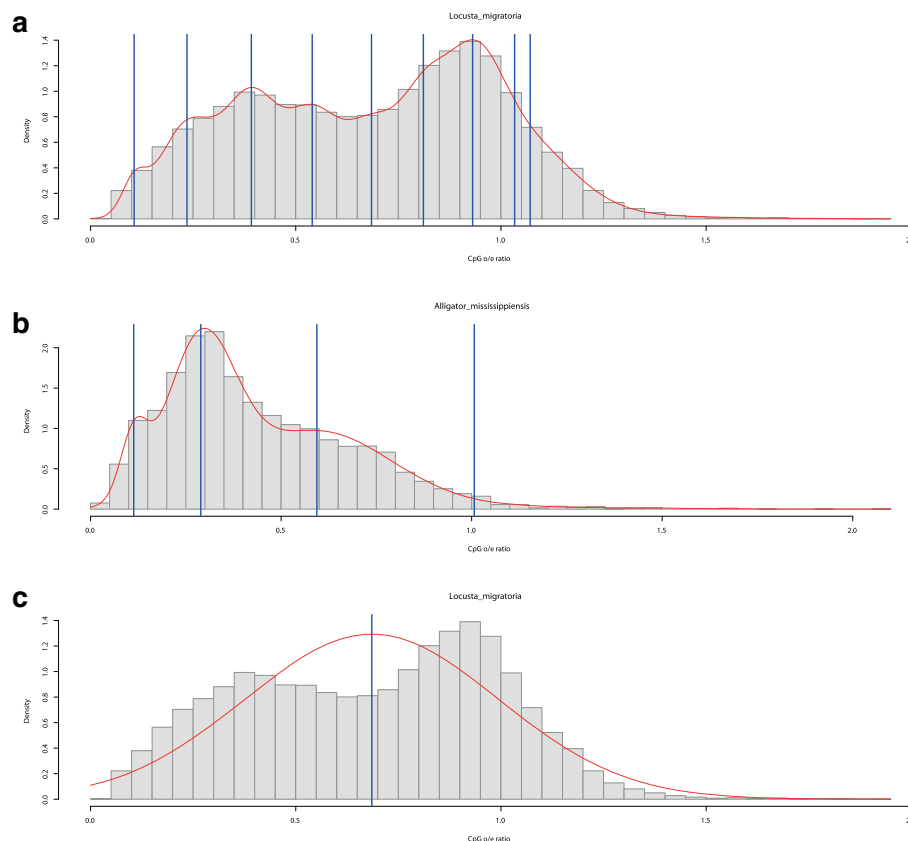 a
Locusta_migratoria
Density
0.0 0.2 0.4 0.6 0.8 1.0 1.2 1.4
0.0 0.5 1.0 1.5 2
CpG o/e ratio
b
Alligator_mississippiensis
Density
0.0 0.5 1.0 1.5 2.0
0.0 0.5 1.0 1.5 2.0
CpG o/e ratio
c
Locusta_migratoria
Density
0.0 0.2 0.4 0.6 0.8 1.0 1.2 1.4
0.0 0.5 1.0 1.5 2
CpG o/e ratio